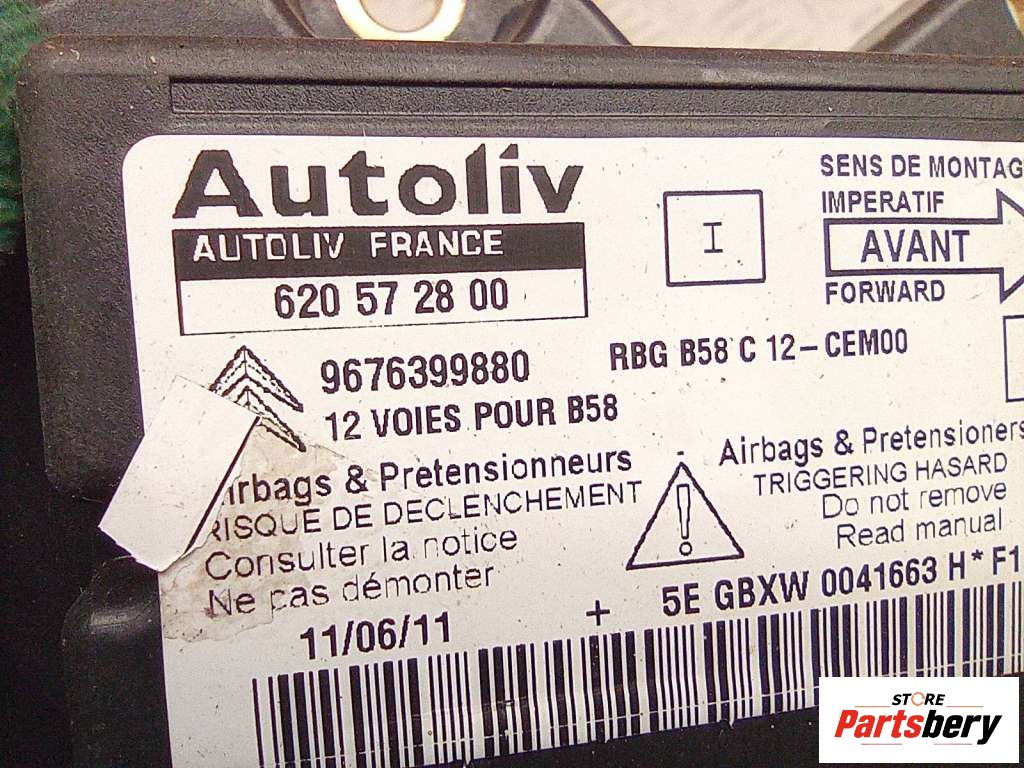 Autoliv
AUTOLIV FRANCE
620 57 28 00
I
SENS DE MONTAG
IMPERATIF
AVANT
FORWARD
9676399880
RBG B58 C 12-CEM00
12 VOIES POUR B58
irbags & Pretensionneurs
RISQUE DE DECLENCHEMENT
Consulter la notice
Ne pas démonter
Airbags & Pretensioners
TRIGGERING HASARD
Do not remove
Read manual
11/06/11
+ 5E GBXW 0041663 H* F1
STORE
Partsbery